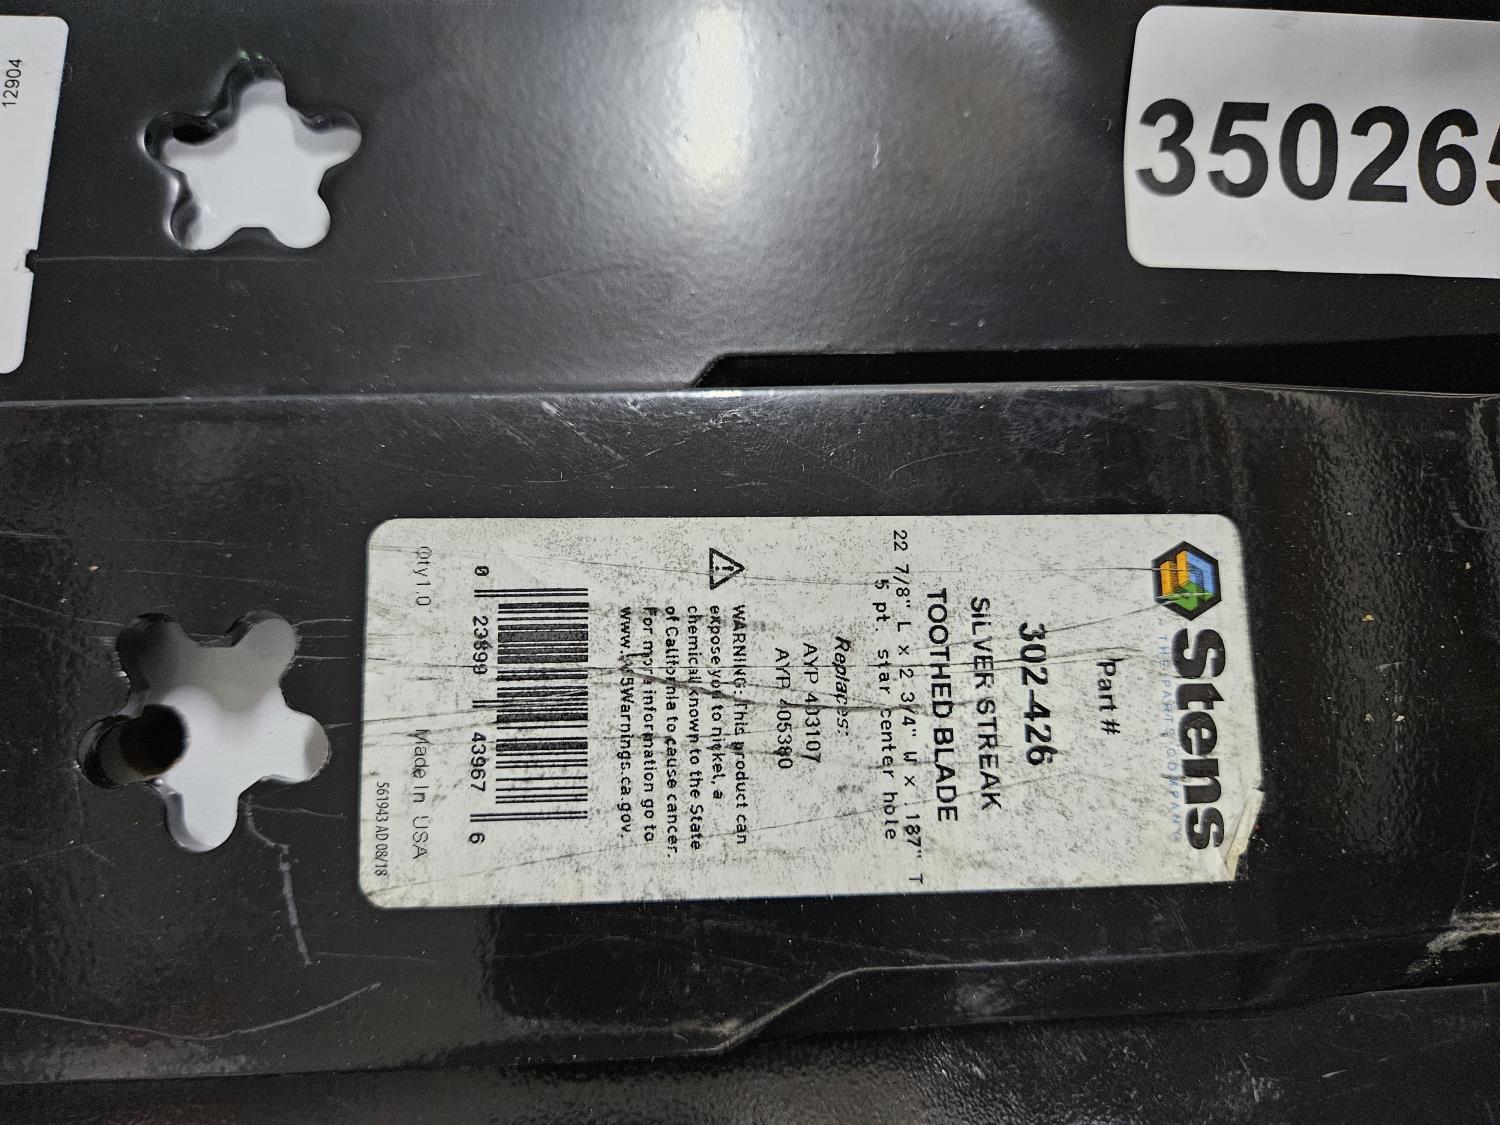 12904
35026
Stens
THE PARTS COMPANY
Part #
302-426
SILVER STREAK
TOOTHED BLADE
22 7/8" L x 2 3/4" W x .187" T
5 pt. star center hole
Replaces:
AYP 403107
AYP 405380
WARNING: This product can
expose you to nickel, a
chemical known to the State
of California to cause cancer.
For more information go to
www.P65Warnings.ca.gov.
0 23899 43967 6
Qty 1.0 Made In USA
561943 AD 08/18